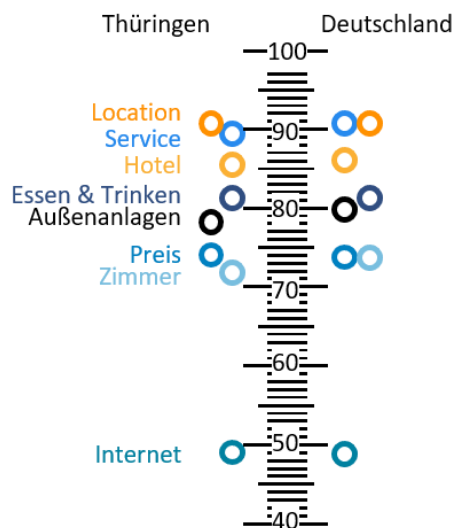 Thüringen
Deutschland
100
Location
Service
90
Hotel
Essen & Trinken
Außenanlagen
80
Preis
Zimmer
70
60
Internet
50
40